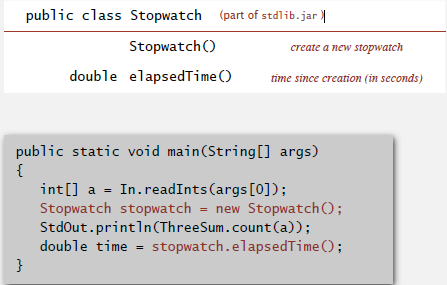 public class Stopwatch (part of stdlib.jar )
Stopwatch() create a new stopwatch
double elapsedTime() time since creation (in seconds)
public static void main(String[] args)
{
int[] a = In.readInts(args[0]);
Stopwatch stopwatch = new Stopwatch();
StdOut.println(ThreeSum.count(a));
double time = stopwatch.elapsedTime();
}